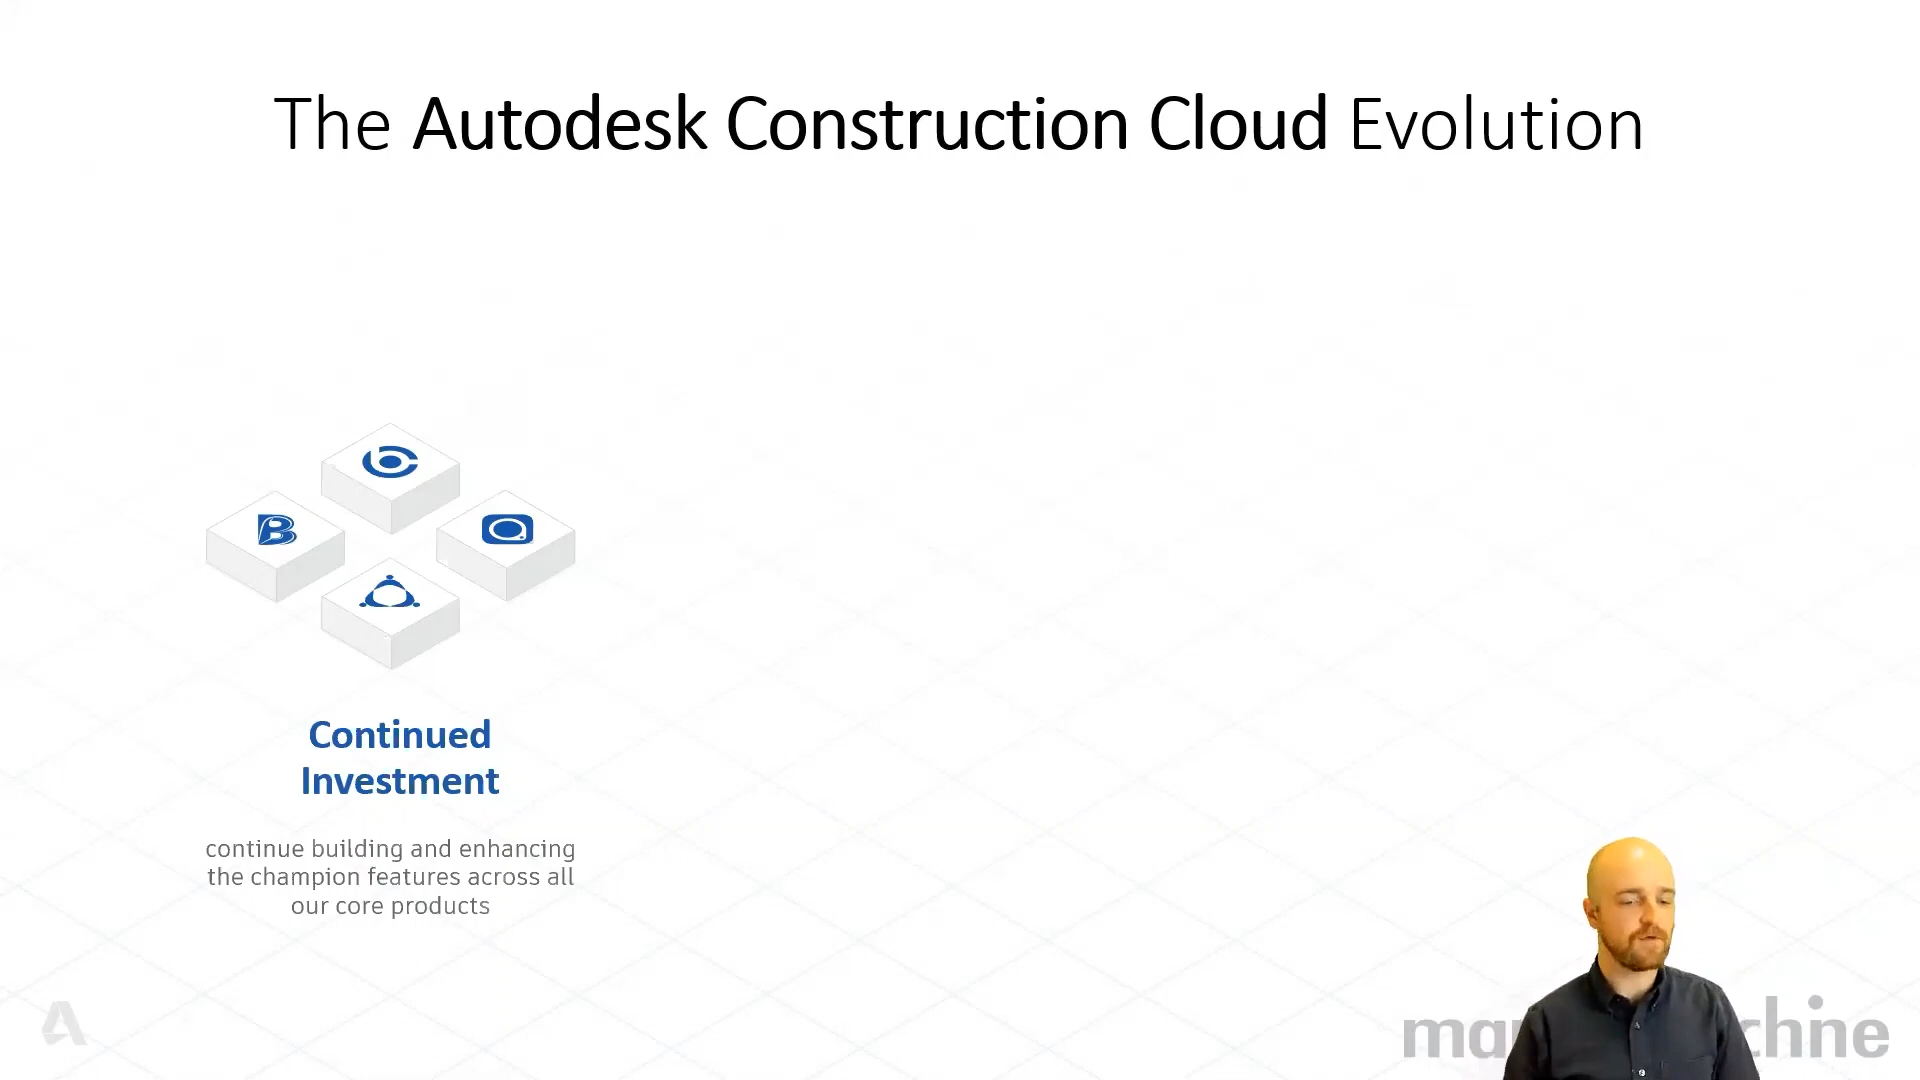 The Autodesk Construction Cloud Evolution
Continued
Investment
continue building and enhancing
the champion features across all
our core products